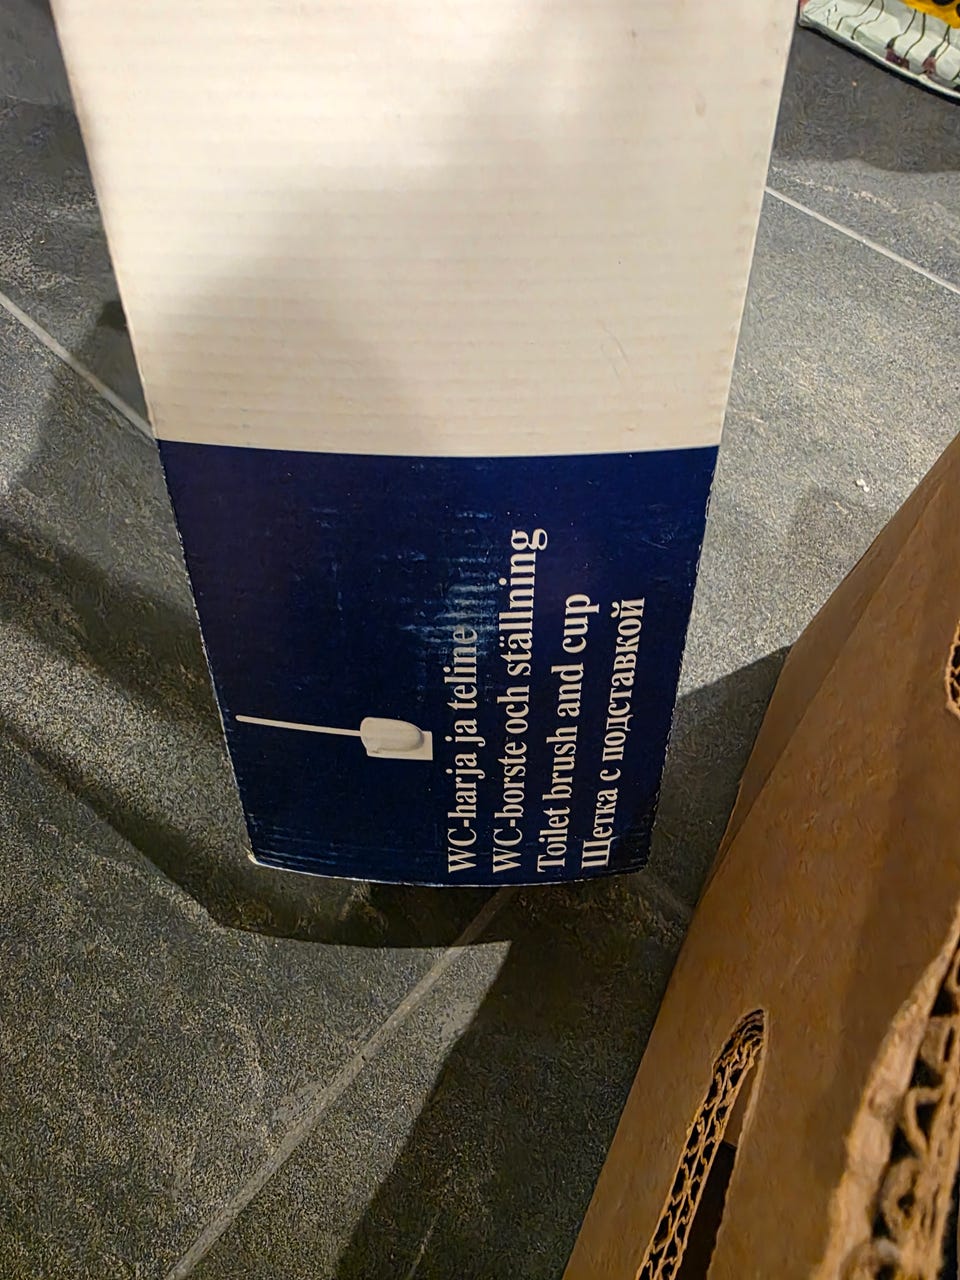 WC-harja ja teline
WC-borste och ställning
Toilet brush and cup
Щетка с подставкой